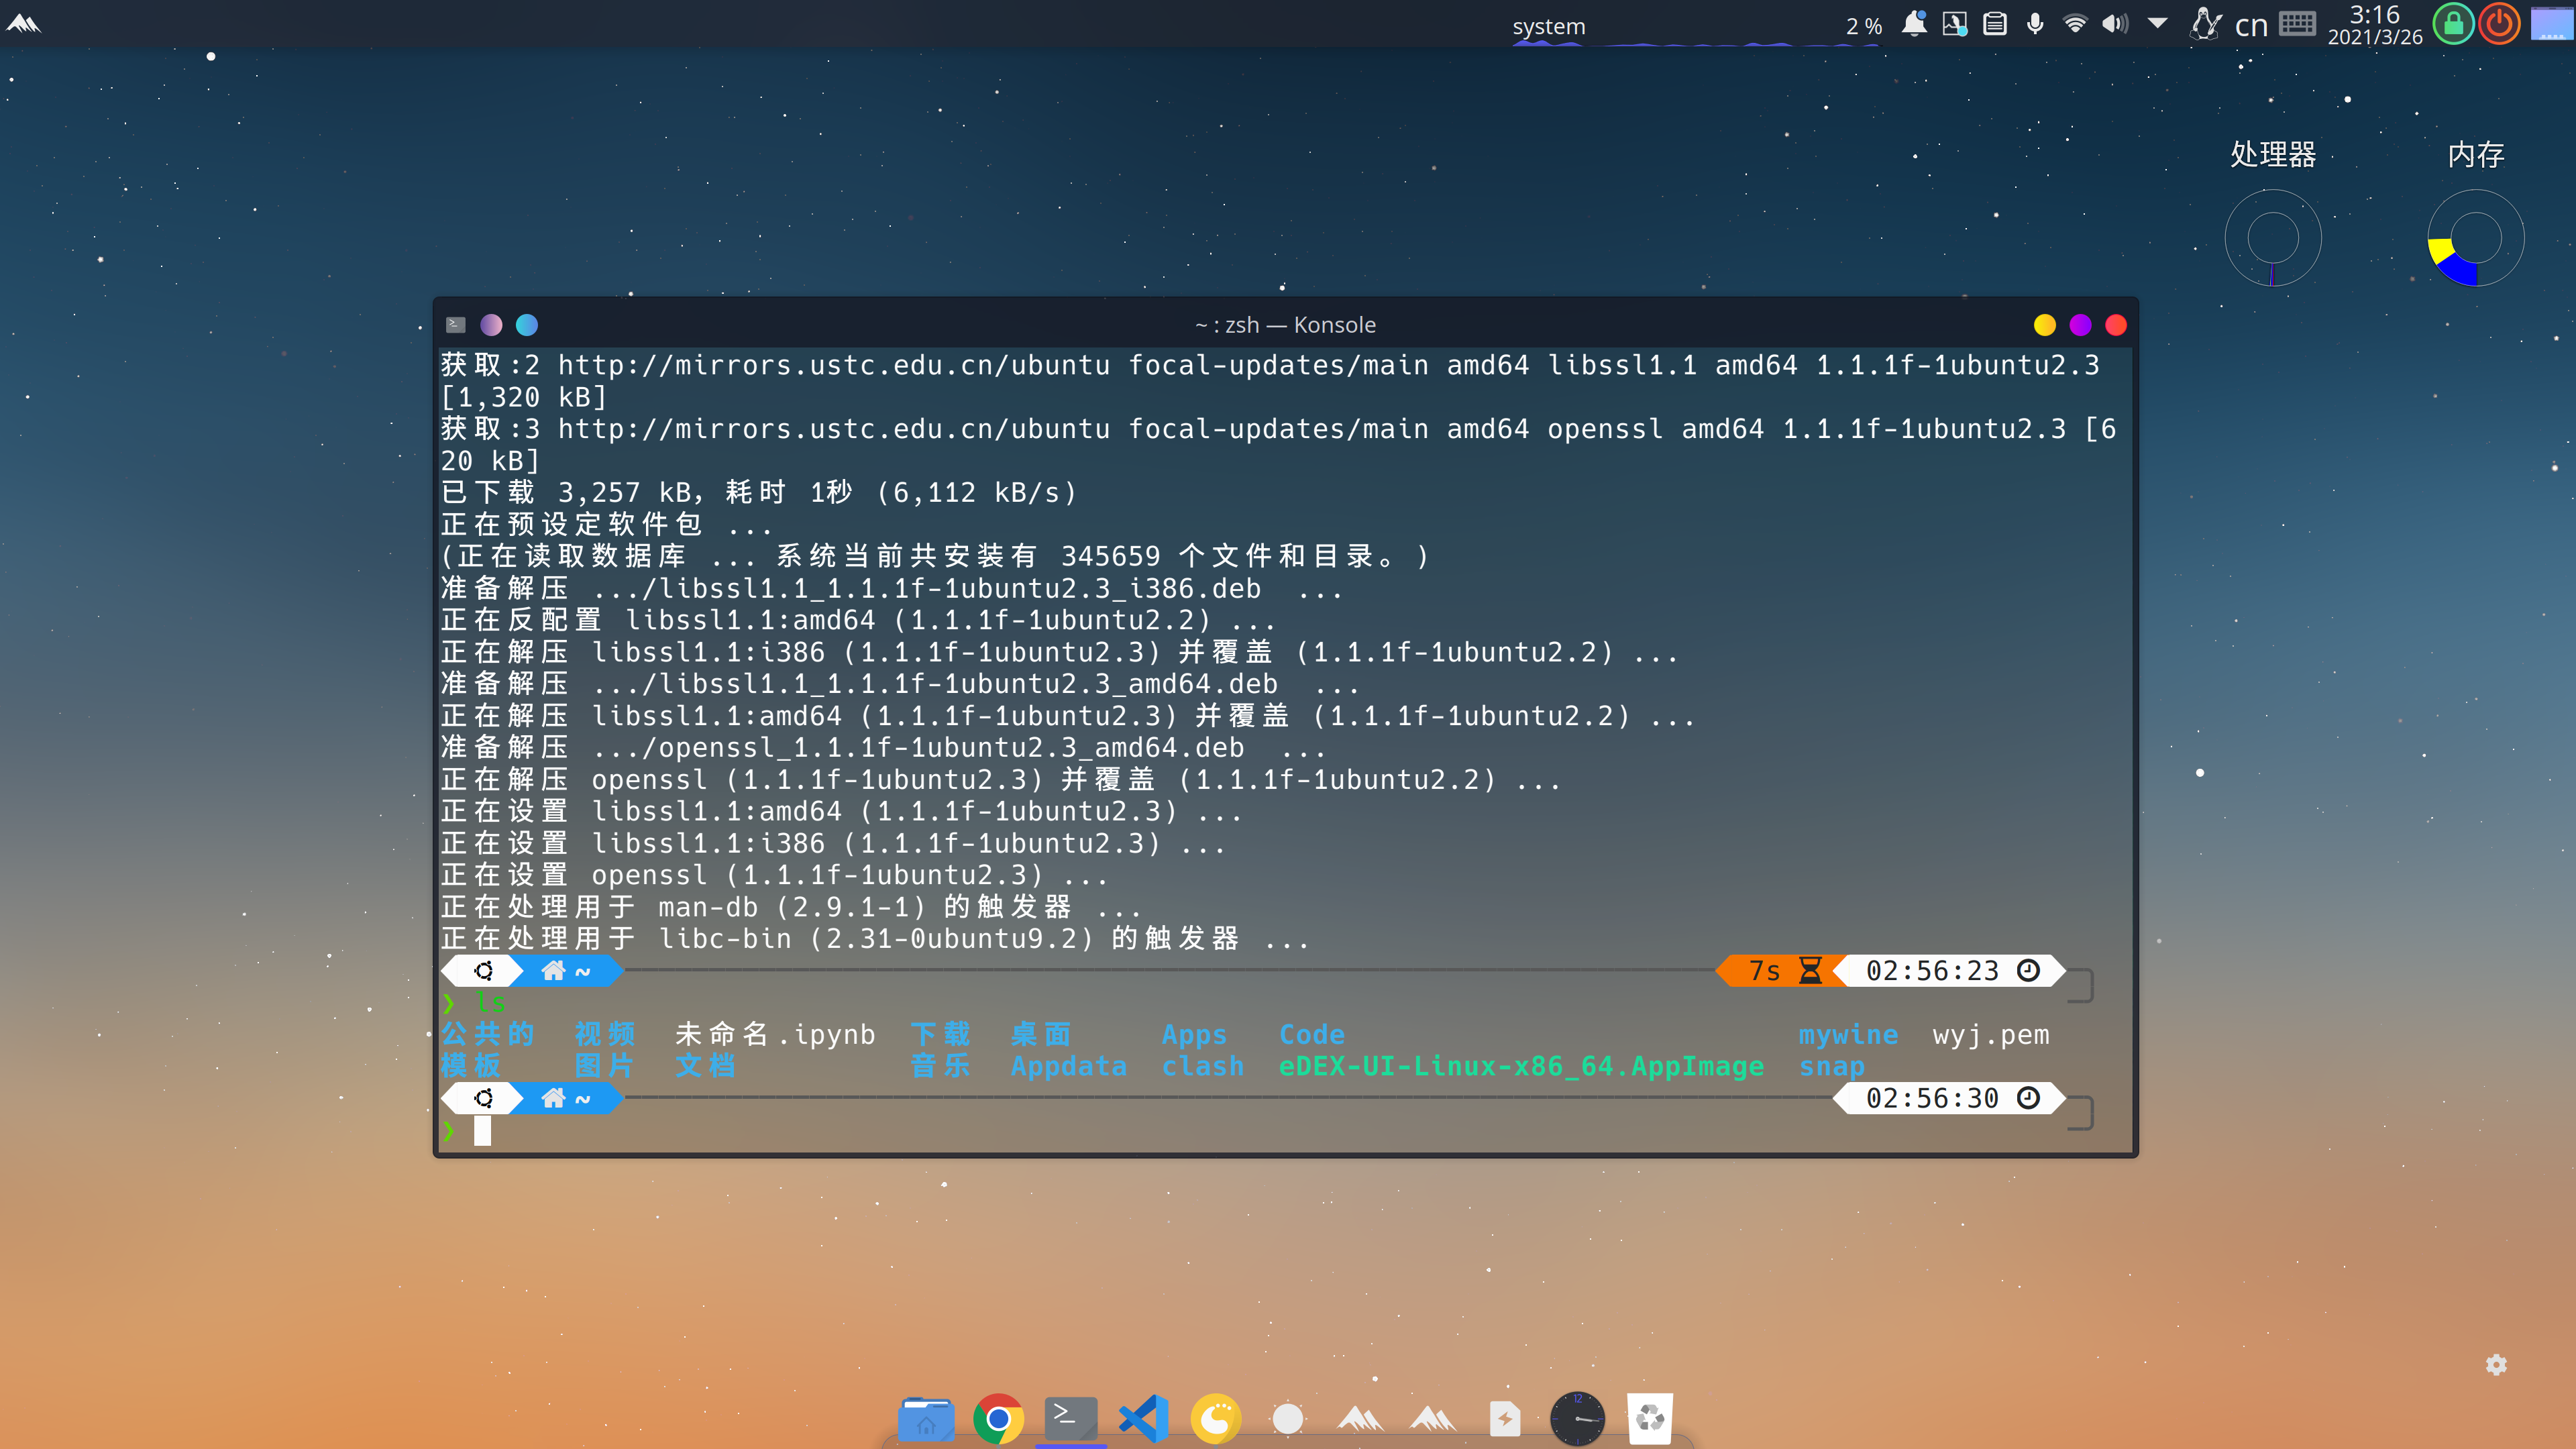 system 2 % cn 3:16
2021/3/26
处理器 内存
~ : zsh — Konsole
获取:2 http://mirrors.ustc.edu.cn/ubuntu focal-updates/main amd64 libssl1.1 amd64 1.1.1f-1ubuntu2.3
[1,320 kB]
获取:3 http://mirrors.ustc.edu.cn/ubuntu focal-updates/main amd64 openssl amd64 1.1.1f-1ubuntu2.3 [6
20 kB]
已下载 3,257 kB，耗时 1秒 (6,112 kB/s)
正在预设定软件包 ...
(正在读取数据库 ... 系统当前共安装有 345659 个文件和目录。)
准备解压 .../libssl1.1_1.1.1f-1ubuntu2.3_i386.deb  ...
正在反配置 libssl1.1:amd64 (1.1.1f-1ubuntu2.2) ...
正在解压 libssl1.1:i386 (1.1.1f-1ubuntu2.3) 并覆盖 (1.1.1f-1ubuntu2.2) ...
准备解压 .../libssl1.1_1.1.1f-1ubuntu2.3_amd64.deb  ...
正在解压 libssl1.1:amd64 (1.1.1f-1ubuntu2.3) 并覆盖 (1.1.1f-1ubuntu2.2) ...
准备解压 .../openssl_1.1.1f-1ubuntu2.3_amd64.deb  ...
正在解压 openssl (1.1.1f-1ubuntu2.3) 并覆盖 (1.1.1f-1ubuntu2.2) ...
正在设置 libssl1.1:amd64 (1.1.1f-1ubuntu2.3) ...
正在设置 libssl1.1:i386 (1.1.1f-1ubuntu2.3) ...
正在设置 openssl (1.1.1f-1ubuntu2.3) ...
正在处理用于 man-db (2.9.1-1) 的触发器 ...
正在处理用于 libc-bin (2.31-0ubuntu9.2) 的触发器 ...
~ 7s 02:56:23
❯ ls
公共的 视频 未命名.ipynb 下载 桌面 Apps Code mywine wyj.pem
模板 图片 文档 音乐 Appdata clash eDEX-UI-Linux-x86_64.AppImage snap
~ 02:56:30
❯
12